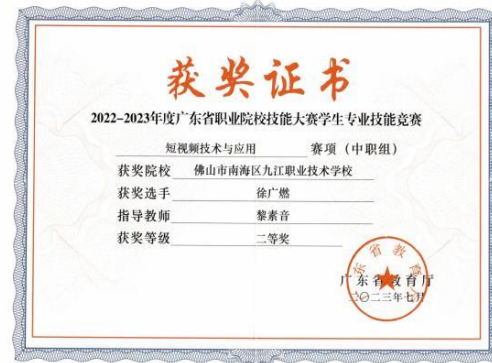 获奖证书
2022-2023年度广东省职业院校技能大赛学生专业技能竞赛
短视频技术与应用 赛项（中职组）
获奖院校 佛山市南海区九江职业技术学校
获奖选手 徐广燃
指导教师 黎素音
获奖等级 二等奖
广东省教育厅
二〇二三年七月